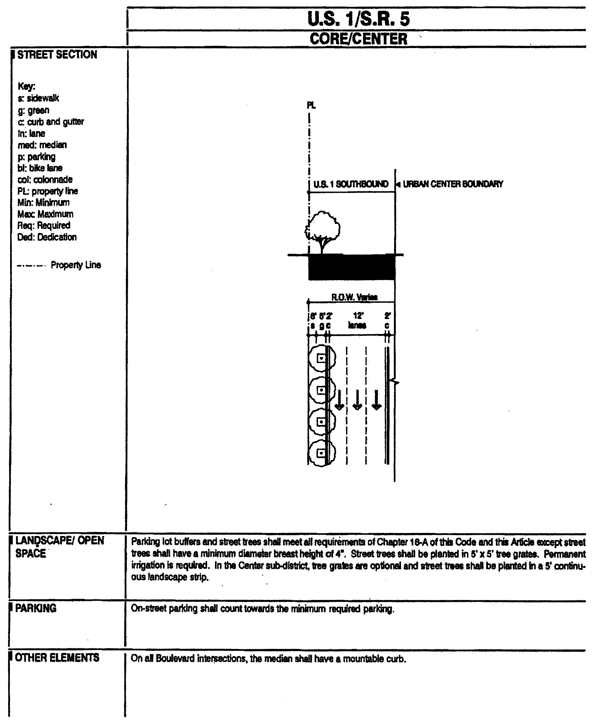 U.S. 1/S.R. 5
CORE/CENTER
STREET SECTION
Key:
s: sidewalk
g: green
c: curb and gutter
ln: lane
med: median
p: parking
bl: bike lane
col: colonnade
PL: property line
Min: Minimum
Max: Maximum
Req: Required
Ded: Dedication
Property Line
PL
U.S. 1 SOUTHBOUND
URBAN CENTER BOUNDARY
R.O.W. Varies
6' 5' 2' 12' 2'
s g c lanes c
LANDSCAPE/ OPEN
SPACE
Parking lot buffers and street trees shall meet all requirements of Chapter 18-A of this Code and this Article except street
trees shall have a minimum diameter breast height of 4". Street trees shall be planted in 5' x 5' tree grates. Permanent
irrigation is required. In the Center sub-district, tree grates are optional and street trees shall be planted in a 5' continu-
ous landscape strip.
PARKING
On-street parking shall count towards the minimum required parking.
OTHER ELEMENTS
On all Boulevard intersections, the median shall have a mountable curb.